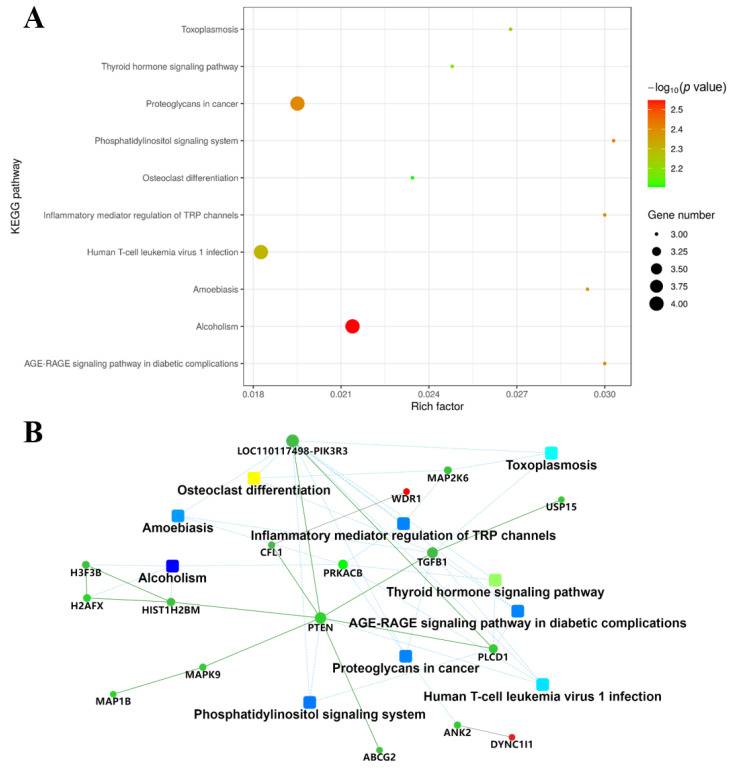 A
Toxoplasmosis
Thyroid hormone signaling pathway
Proteoglycans in cancer
Phosphatidylinositol signaling system
Osteoclast differentiation
Inflammatory mediator regulation of TRP channels
Human T-cell leukemia virus 1 infection
Amoebiasis
Alcoholism
AGE-RAGE signaling pathway in diabetic complications
KEGG pathway
0.018 0.021 0.024 0.027 0.030
Rich factor
−log10(p value)
2.5
2.4
2.3
2.2
Gene number
3.00
3.25
3.50
3.75
4.00
B
LOC110117498-PIK3R3
Toxoplasmosis
MAP2K6
Osteoclast differentiation
WDR1
USP15
Amoebiasis
Inflammatory mediator regulation of TRP channels
CFL1
TGFB1
H3F3B
PRKACB
Alcoholism
Thyroid hormone signaling pathway
H2AFX
HIST1H2BM
PTEN
AGE-RAGE signaling pathway in diabetic complications
PLCD1
Proteoglycans in cancer
MAPK9
Human T-cell leukemia virus 1 infection
MAP1B
Phosphatidylinositol signaling system
ANK2
DYNC1I1
ABCG2